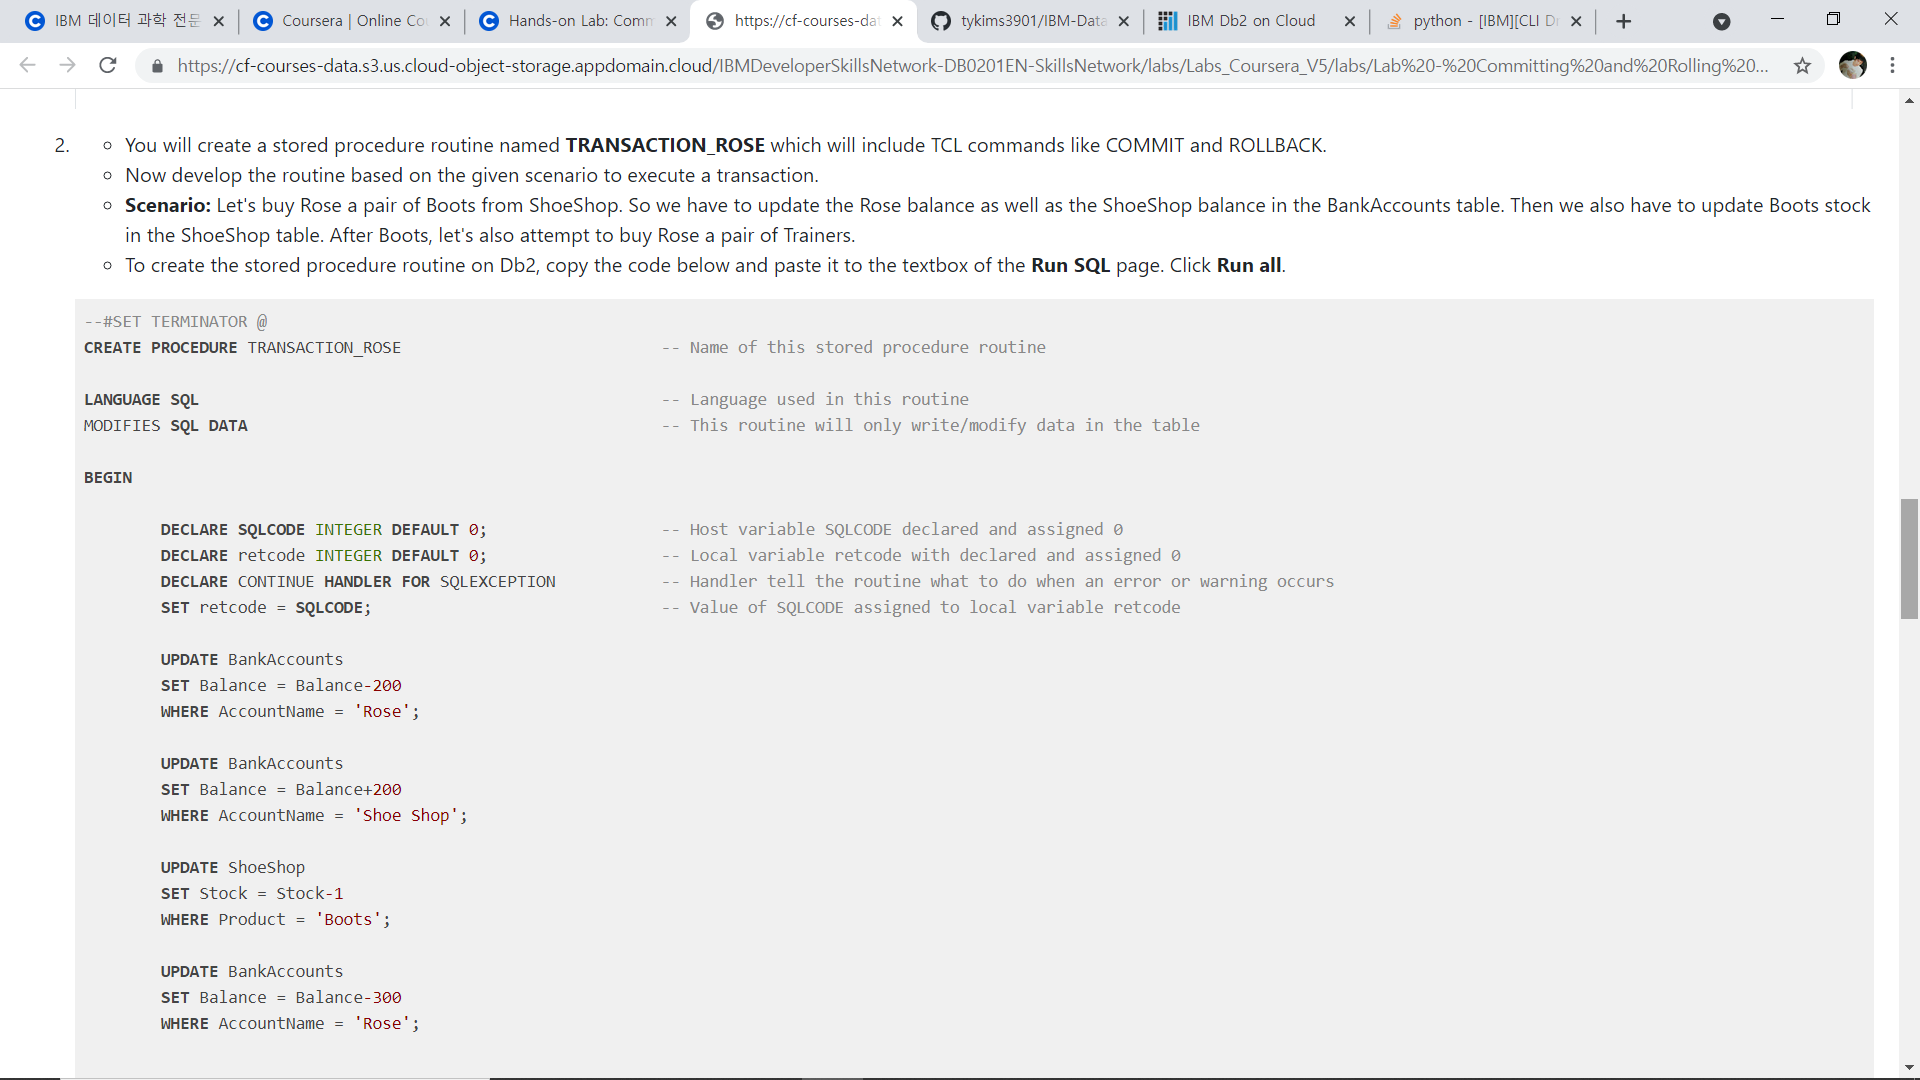 IBM 데이터 과학 전문
Coursera | Online Co
Hands-on Lab: Comm
https://cf-courses-dat
tykims3901/IBM-Data
IBM Db2 on Cloud
python - [IBM][CLI Dr
https://cf-courses-data.s3.us.cloud-object-storage.appdomain.cloud/IBMDeveloperSkillsNetwork-DB0201EN-SkillsNetwork/labs/Labs_Coursera_V5/labs/Lab%20-%20Committing%20and%20Rolling%20...
2.
You will create a stored procedure routine named TRANSACTION_ROSE which will include TCL commands like COMMIT and ROLLBACK.
Now develop the routine based on the given scenario to execute a transaction.
Scenario: Let's buy Rose a pair of Boots from ShoeShop. So we have to update the Rose balance as well as the ShoeShop balance in the BankAccounts table. Then we also have to update Boots stock
in the ShoeShop table. After Boots, let's also attempt to buy Rose a pair of Trainers.
To create the stored procedure routine on Db2, copy the code below and paste it to the textbox of the Run SQL page. Click Run all.
--#SET TERMINATOR @
CREATE PROCEDURE TRANSACTION_ROSE -- Name of this stored procedure routine
LANGUAGE SQL -- Language used in this routine
MODIFIES SQL DATA -- This routine will only write/modify data in the table
BEGIN
DECLARE SQLCODE INTEGER DEFAULT 0; -- Host variable SQLCODE declared and assigned 0
DECLARE retcode INTEGER DEFAULT 0; -- Local variable retcode with declared and assigned 0
DECLARE CONTINUE HANDLER FOR SQLEXCEPTION -- Handler tell the routine what to do when an error or warning occurs
SET retcode = SQLCODE; -- Value of SQLCODE assigned to local variable retcode
UPDATE BankAccounts
SET Balance = Balance-200
WHERE AccountName = 'Rose';
UPDATE BankAccounts
SET Balance = Balance+200
WHERE AccountName = 'Shoe Shop';
UPDATE ShoeShop
SET Stock = Stock-1
WHERE Product = 'Boots';
UPDATE BankAccounts
SET Balance = Balance-300
WHERE AccountName = 'Rose';